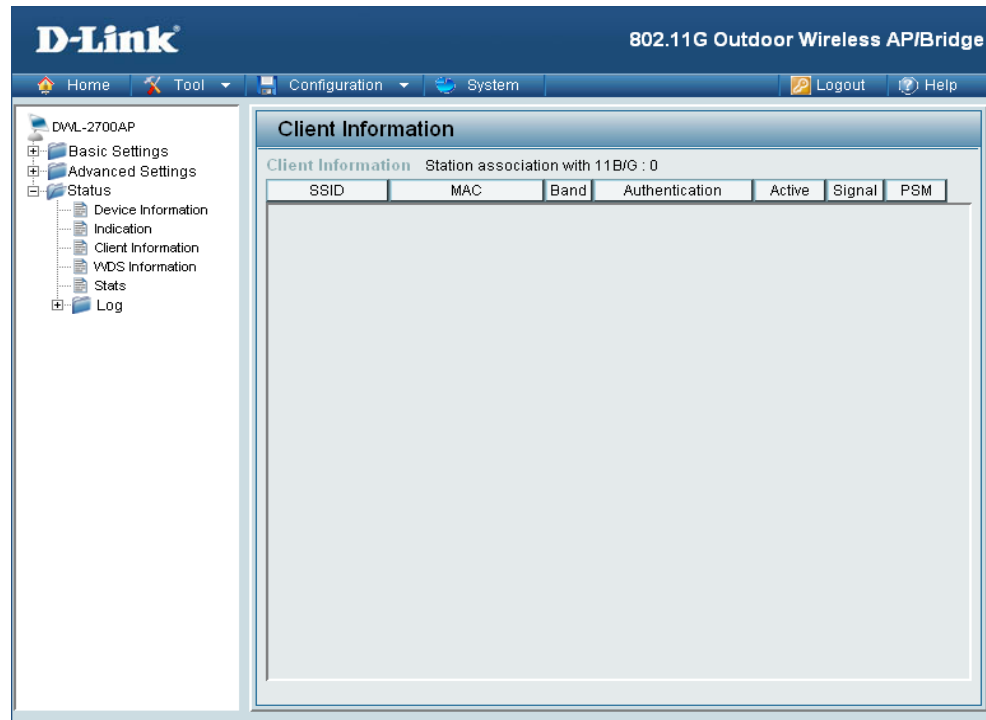 D-Link
802.11G Outdoor Wireless AP/Bridge
Home Tool Configuration System Logout Help
DWL-2700AP
Basic Settings
Advanced Settings
Status
Device Information
Indication
Client Information
WDS Information
Stats
Log
Client Information
Client Information Station association with 11B/G : 0
SSID MAC Band Authentication Active Signal PSM